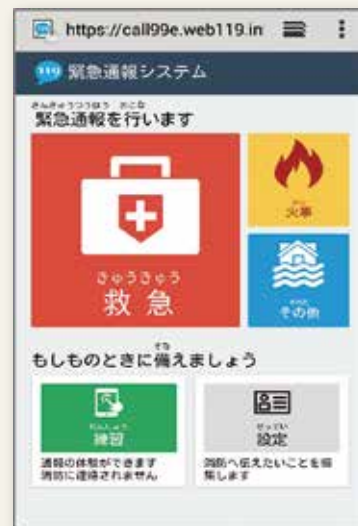 https://call99e.web119.in
119 緊急通報システム
きんきゅうつうほう おこな
緊急通報を行います
きゅうきゅう
救急
かじ
火事
そのた
その他
そな
もしものときに備えましょう
れんしゅう
練習
通報の体験ができます
消防に連絡されません
せってい
設定
消防へ伝えたいことを編
集します